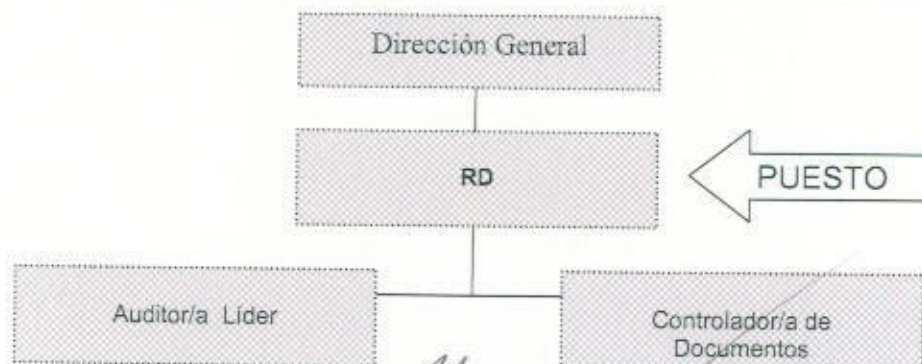 Dirección General
RD
PUESTO
Auditor/a Líder
Controlador/a de
Documentos